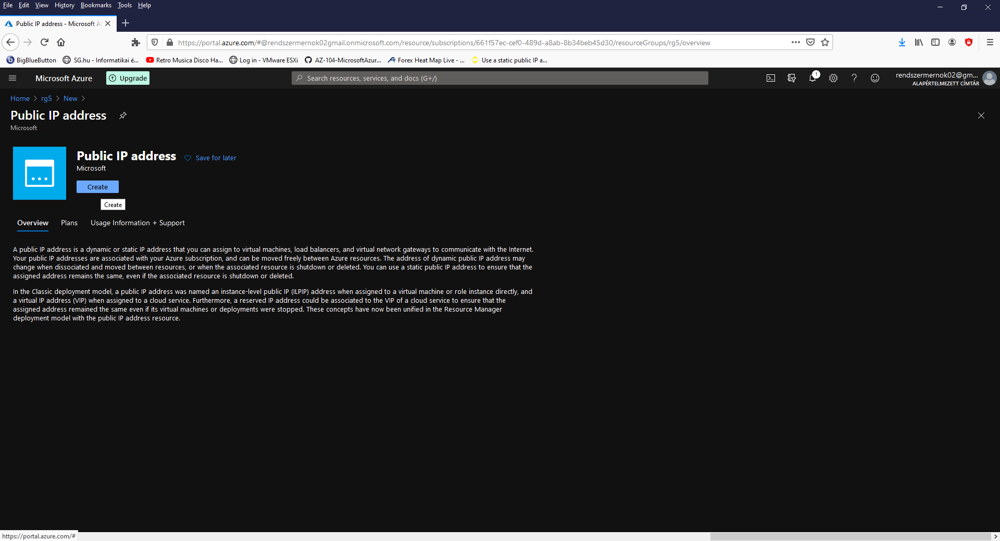 File Edit View History Bookmarks Tools Help
Public IP address - Microsoft A
https://portal.azure.com/#@rendszermernok02gmail.onmicrosoft.com/resource/subscriptions/661f57ec-cef0-489d-a8ab-8b34beb45d30/resourceGroups/rg5/overview
BigBlueButton SG.hu - Informatikai é... Retro Musica Disco Ha... Log in - VMware ESXi AZ-104-MicrosoftAzur... Forex Heat Map Live - ... Use a static public IP a...
Microsoft Azure Upgrade Search resources, services, and docs (G+/) 1 rendszermernok02@gm...
ALAPÉRTELMEZETT CÍMTÁR
Home > rg5 > New >
Public IP address
Microsoft
Public IP address Save for later
Microsoft
Create
Create
Overview Plans Usage Information + Support
A public IP address is a dynamic or static IP address that you can assign to virtual machines, load balancers, and virtual network gateways to communicate with the Internet.
Your public IP addresses are associated with your Azure subscription, and can be moved freely between Azure resources. The address of dynamic public IP address may
change when dissociated and moved between resources, or when the associated resource is shutdown or deleted. You can use a static public IP address to ensure that the
assigned address remains the same, even if the associated resource is shutdown or deleted.
In the Classic deployment model, a public IP address was named an instance-level public IP (ILPIP) address when assigned to a virtual machine or role instance directly, and
a virtual IP address (VIP) when assigned to a cloud service. Furthermore, a reserved IP address could be associated to the VIP of a cloud service to ensure that the
assigned address remained the same even if its virtual machines or deployments were stopped. These concepts have now been unified in the Resource Manager
deployment model with the public IP address resource.
https://portal.azure.com/#